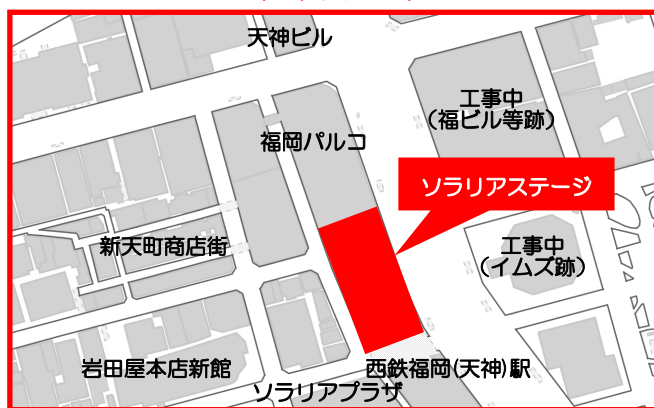 天神ビル
工事中
(福ビル等跡)
福岡パルコ
ソラリアステージ
新天町商店街
工事中
(イムズ跡)
岩田屋本店新館
西鉄福岡(天神)駅
ソラリアプラザ